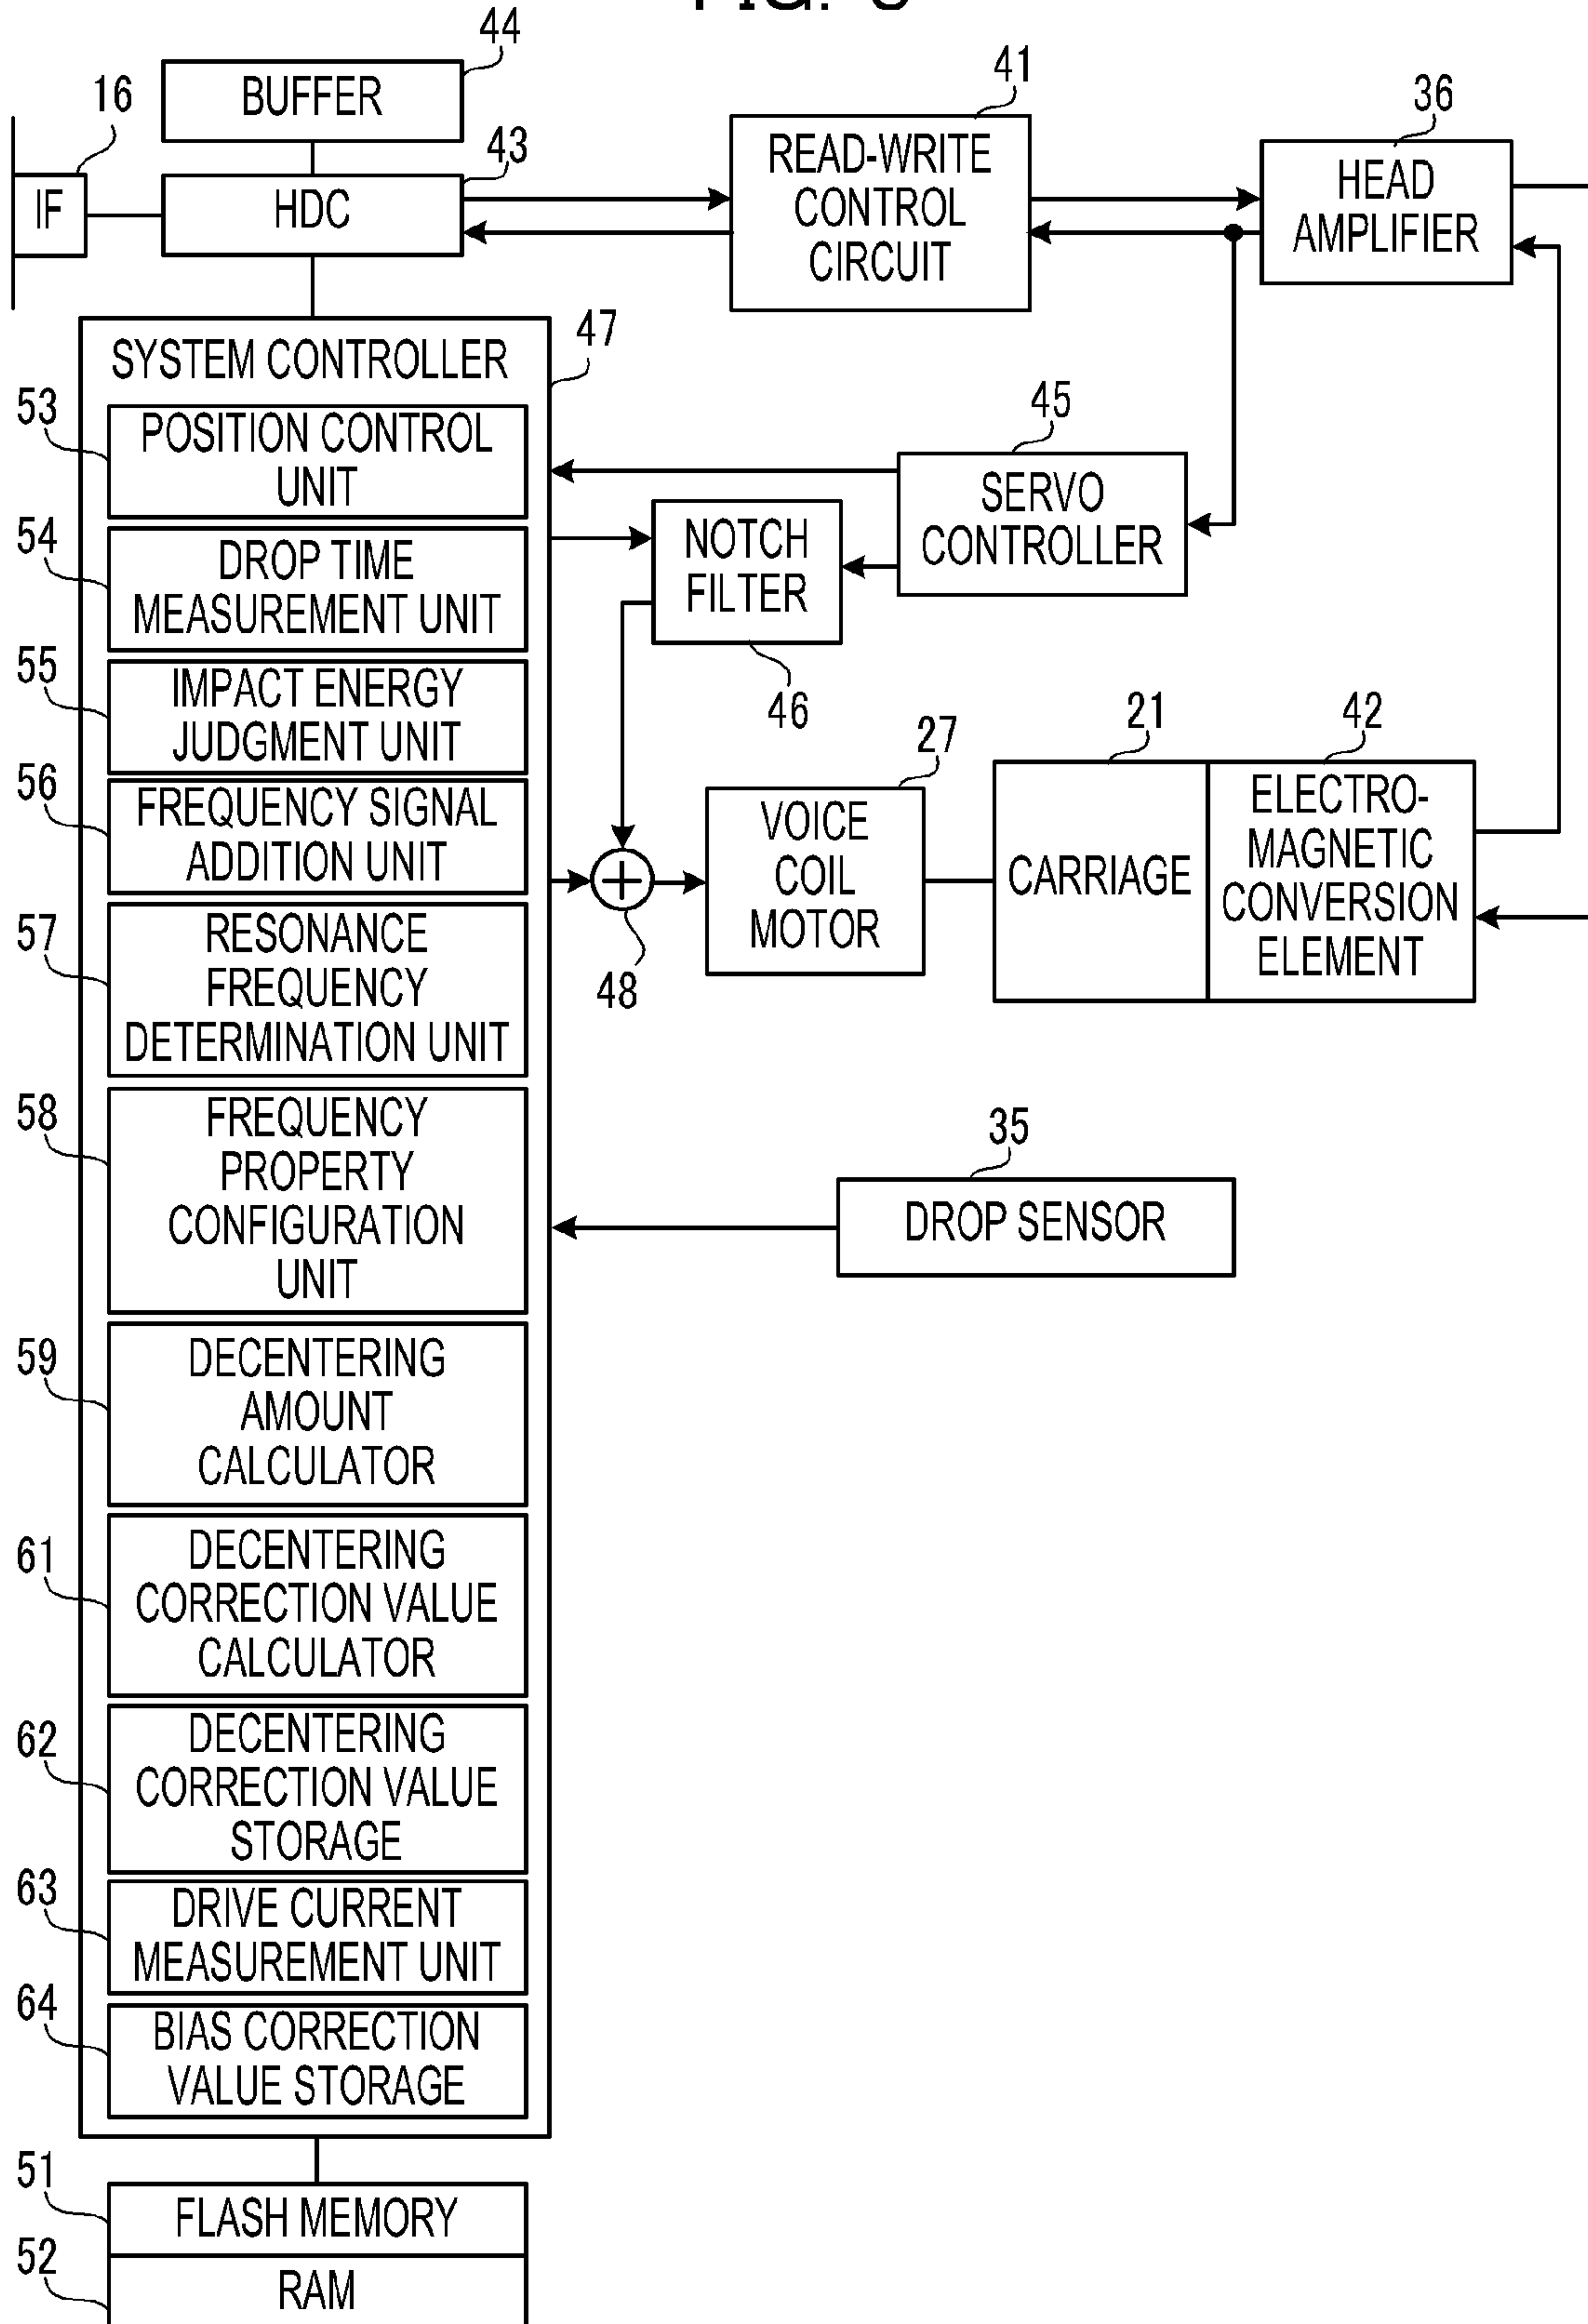 44
BUFFER
16
43
IF
HDC
41
READ-WRITE
CONTROL
CIRCUIT
36
HEAD
AMPLIFIER
47
SYSTEM CONTROLLER
53
POSITION CONTROL
UNIT
54
DROP TIME
MEASUREMENT UNIT
55
IMPACT ENERGY
JUDGMENT UNIT
56
FREQUENCY SIGNAL
ADDITION UNIT
57
RESONANCE
FREQUENCY
DETERMINATION UNIT
58
FREQUENCY
PROPERTY
CONFIGURATION
UNIT
59
DECENTERING
AMOUNT
CALCULATOR
61
DECENTERING
CORRECTION VALUE
CALCULATOR
62
DECENTERING
CORRECTION VALUE
STORAGE
63
DRIVE CURRENT
MEASUREMENT UNIT
64
BIAS CORRECTION
VALUE STORAGE
51
FLASH MEMORY
52
RAM
45
SERVO
CONTROLLER
NOTCH
FILTER
46
48
27
VOICE
COIL
MOTOR
21
CARRIAGE
42
ELECTRO-
MAGNETIC
CONVERSION
ELEMENT
35
DROP SENSOR